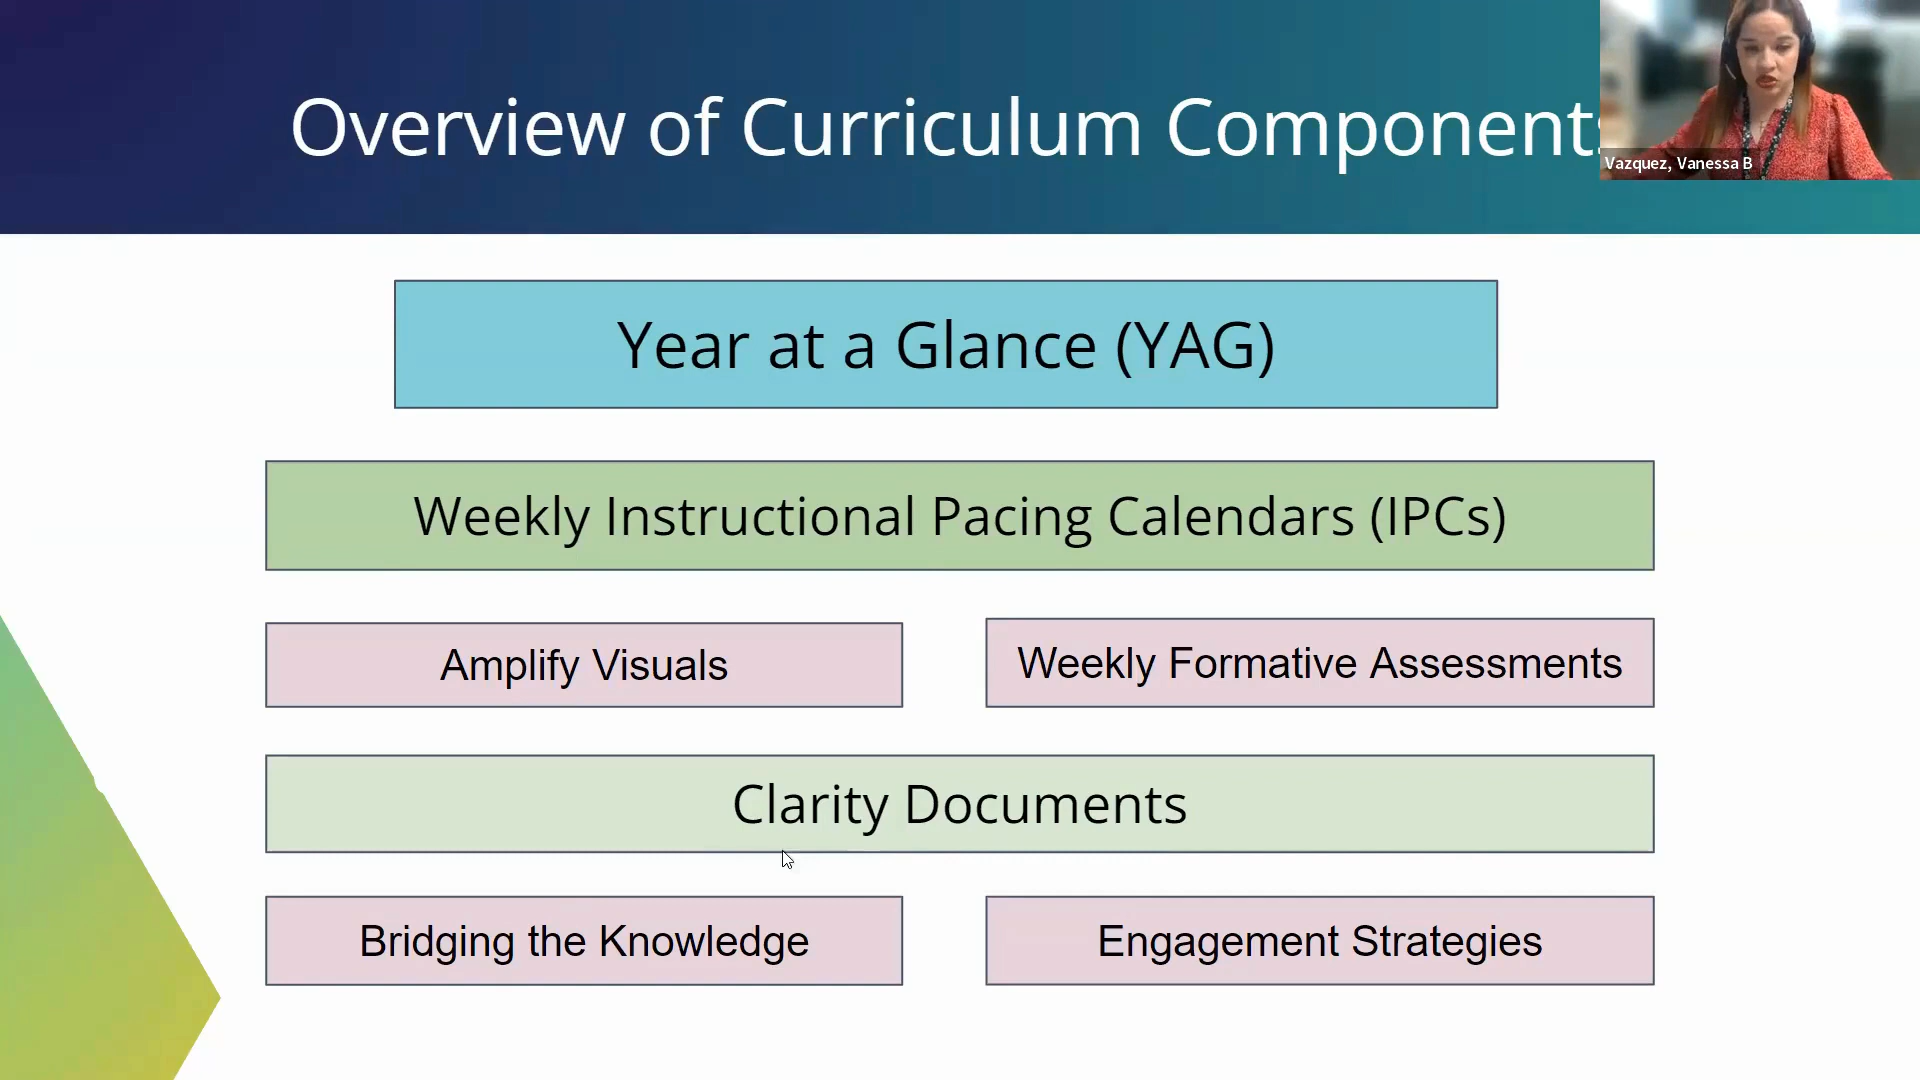 Overview of Curriculum Components
Vazquez, Vanessa B
Year at a Glance (YAG)
Weekly Instructional Pacing Calendars (IPCs)
Amplify Visuals
Weekly Formative Assessments
Clarity Documents
Bridging the Knowledge
Engagement Strategies